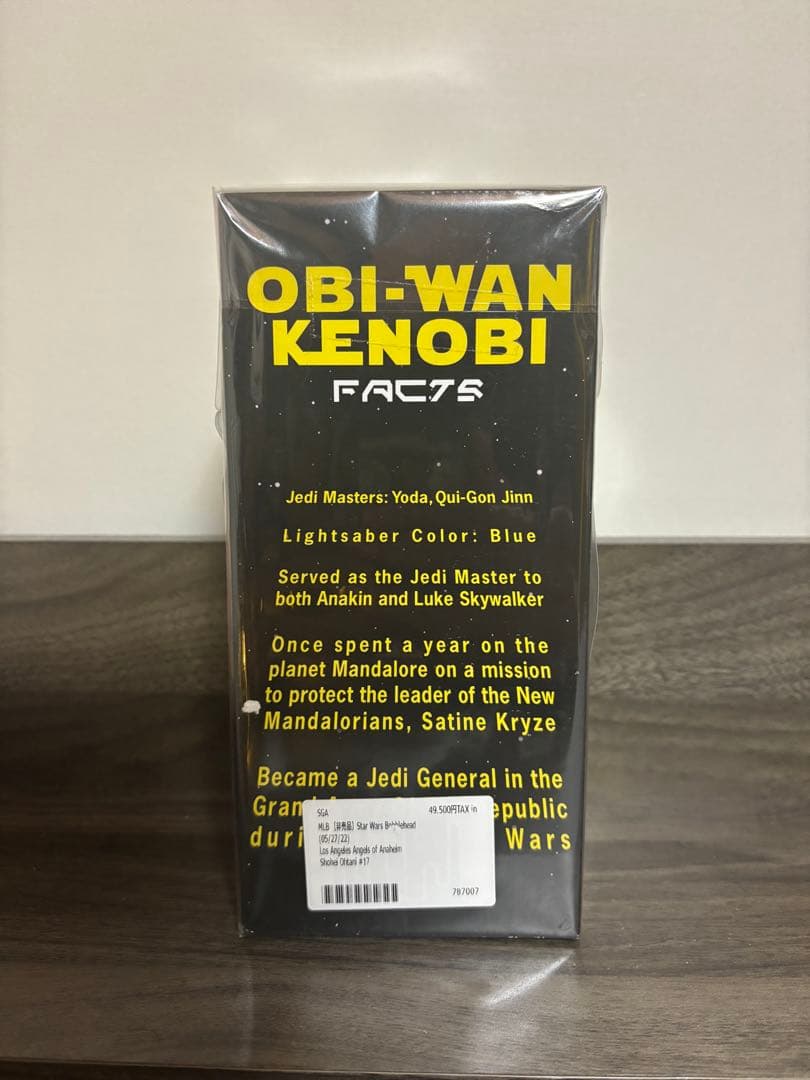 OBI-WAN
KENOBI
FACTS
Jedi Masters: Yoda, Qui-Gon Jinn
Lightsaber Color: Blue
Served as the Jedi Master to
both Anakin and Luke Skywalker
Once spent a year on the
planet Mandalore on a mission
to protect the leader of the New
Mandalorians, Satine Kryze
Became a Jedi General in the
Gran epublic
duri Wars
SGA 49,500円TAX in
MLB [非売品] Star Wars
(05/27/22)
Los Angeles Angels of Anaheim
Shohei Ohtani #17
787007